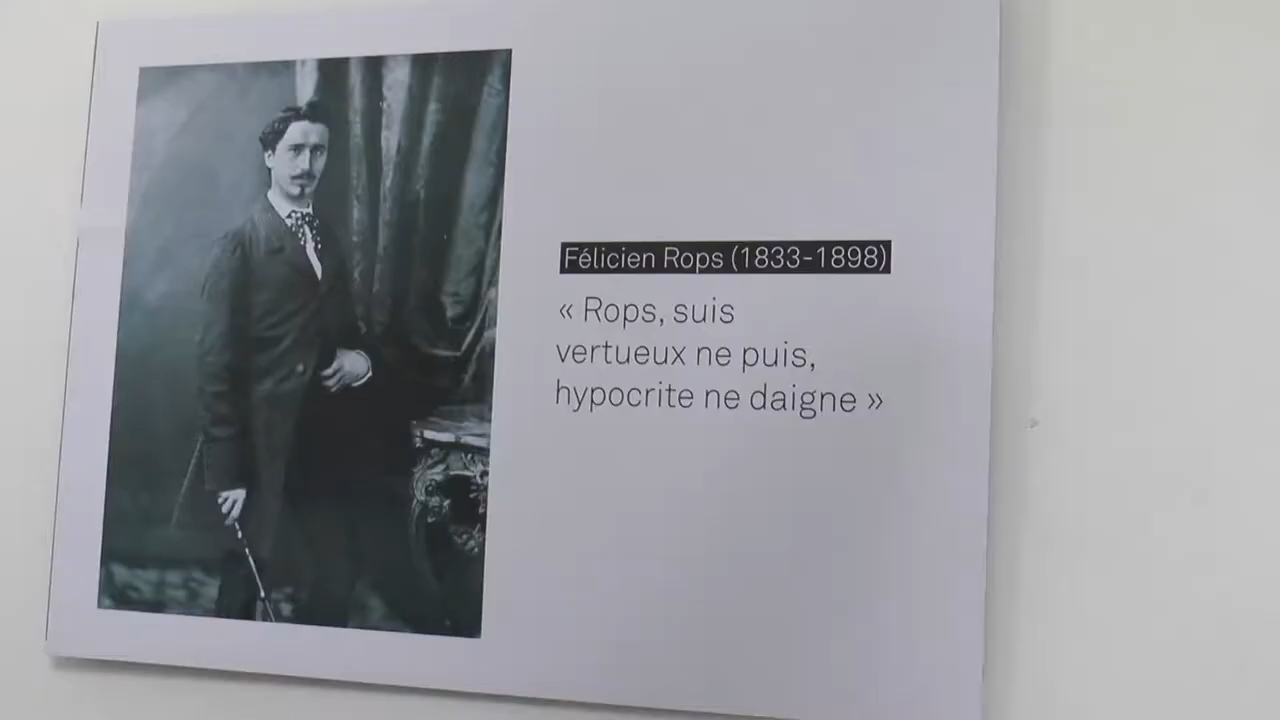 Félicien Rops (1833-1898)
« Rops, suis
vertueux ne puis,
hypocrite ne daigne »